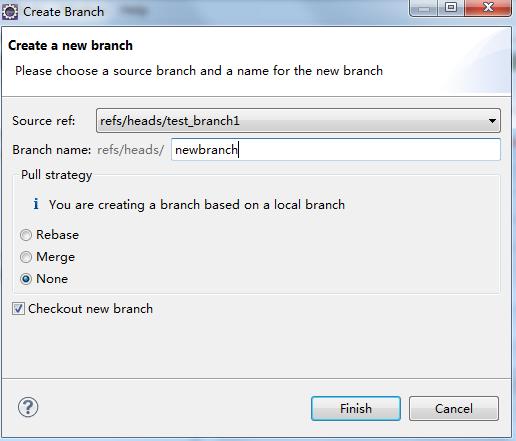 Create Branch
Help
Create a new branch
Please choose a source branch and a name for the new branch
Source ref: refs/heads/test_branch1
Branch name: refs/heads/ newbranch
Pull strategy
You are creating a branch based on a local branch
Rebase
Merge
None
Checkout new branch
Finish Cancel